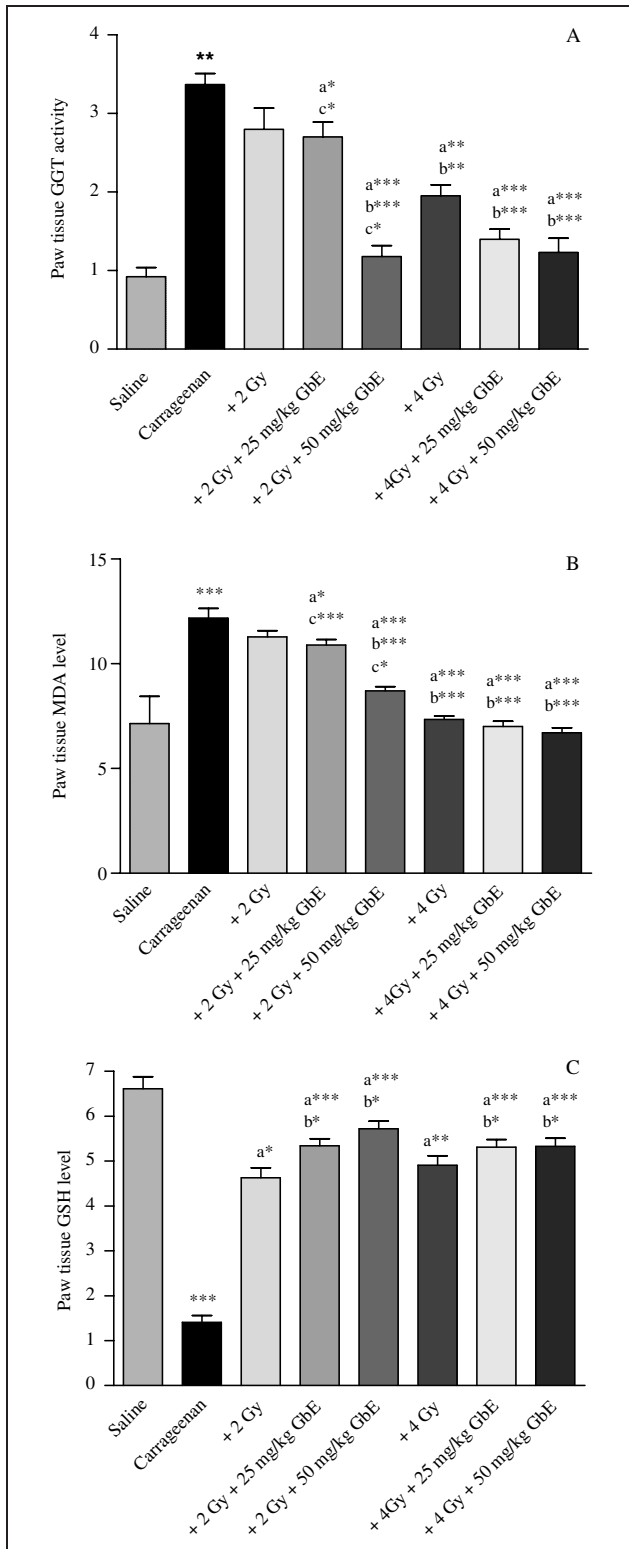 A
Paw tissue GGT activity
4
3
2
1
0
**
a*
c*
a***
b***
c*
a**
b**
a***
b***
a***
b***
Saline
Carrageenan
+ 2 Gy
+ 2 Gy + 25 mg/kg GbE
+ 2 Gy + 50 mg/kg GbE
+ 4 Gy
+ 4Gy + 25 mg/kg GbE
+ 4 Gy + 50 mg/kg GbE
B
Paw tissue MDA level
15
10
5
0
***
a*
c***
a***
b***
c*
a***
b***
a***
b***
a***
b***
Saline
Carrageenan
+ 2 Gy
+ 2 Gy + 25 mg/kg GbE
+ 2 Gy + 50 mg/kg GbE
+ 4 Gy
+ 4Gy + 25 mg/kg GbE
+ 4 Gy + 50 mg/kg GbE
C
Paw tissue GSH level
7
6
5
4
3
2
1
0
***
a*
a***
b*
a***
b*
a**
a***
b*
a***
b*
Saline
Carrageenan
+ 2 Gy
+ 2 Gy + 25 mg/kg GbE
+ 2 Gy + 50 mg/kg GbE
+ 4 Gy
+ 4Gy + 25 mg/kg GbE
+ 4 Gy + 50 mg/kg GbE